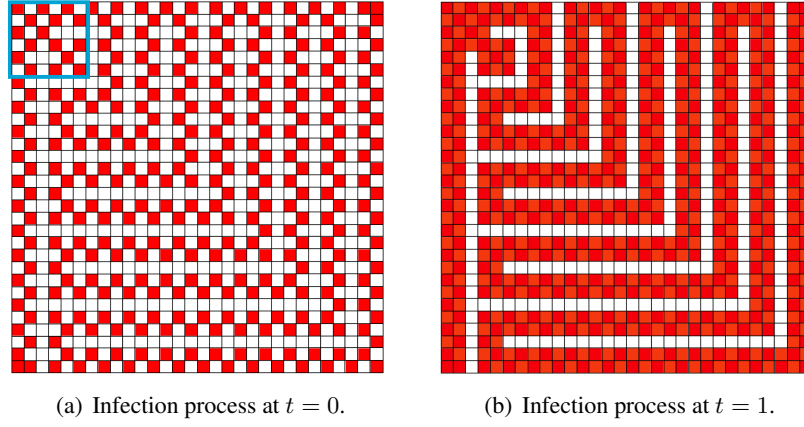 (a) Infection process at t = 0.
(b) Infection process at t = 1.